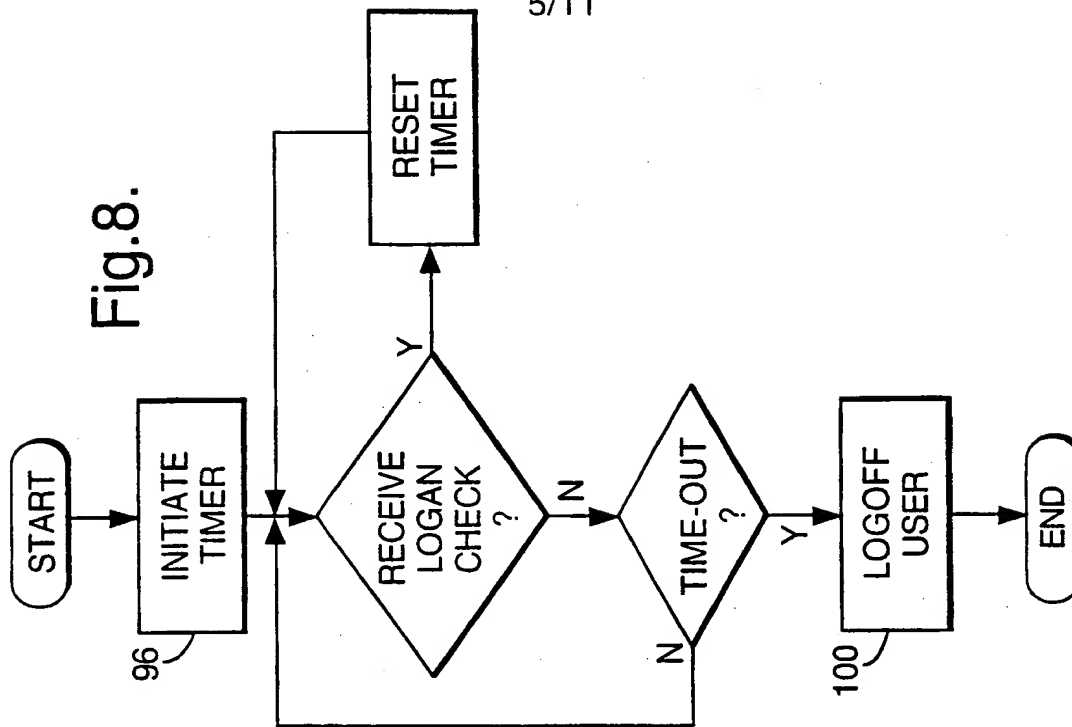 5/11
Fig.8.
START
INITIATE
TIMER
96
RECEIVE
LOGAN
CHECK
?
Y
RESET
TIMER
N
TIME-OUT
?
N
Y
LOGOFF
USER
100
END